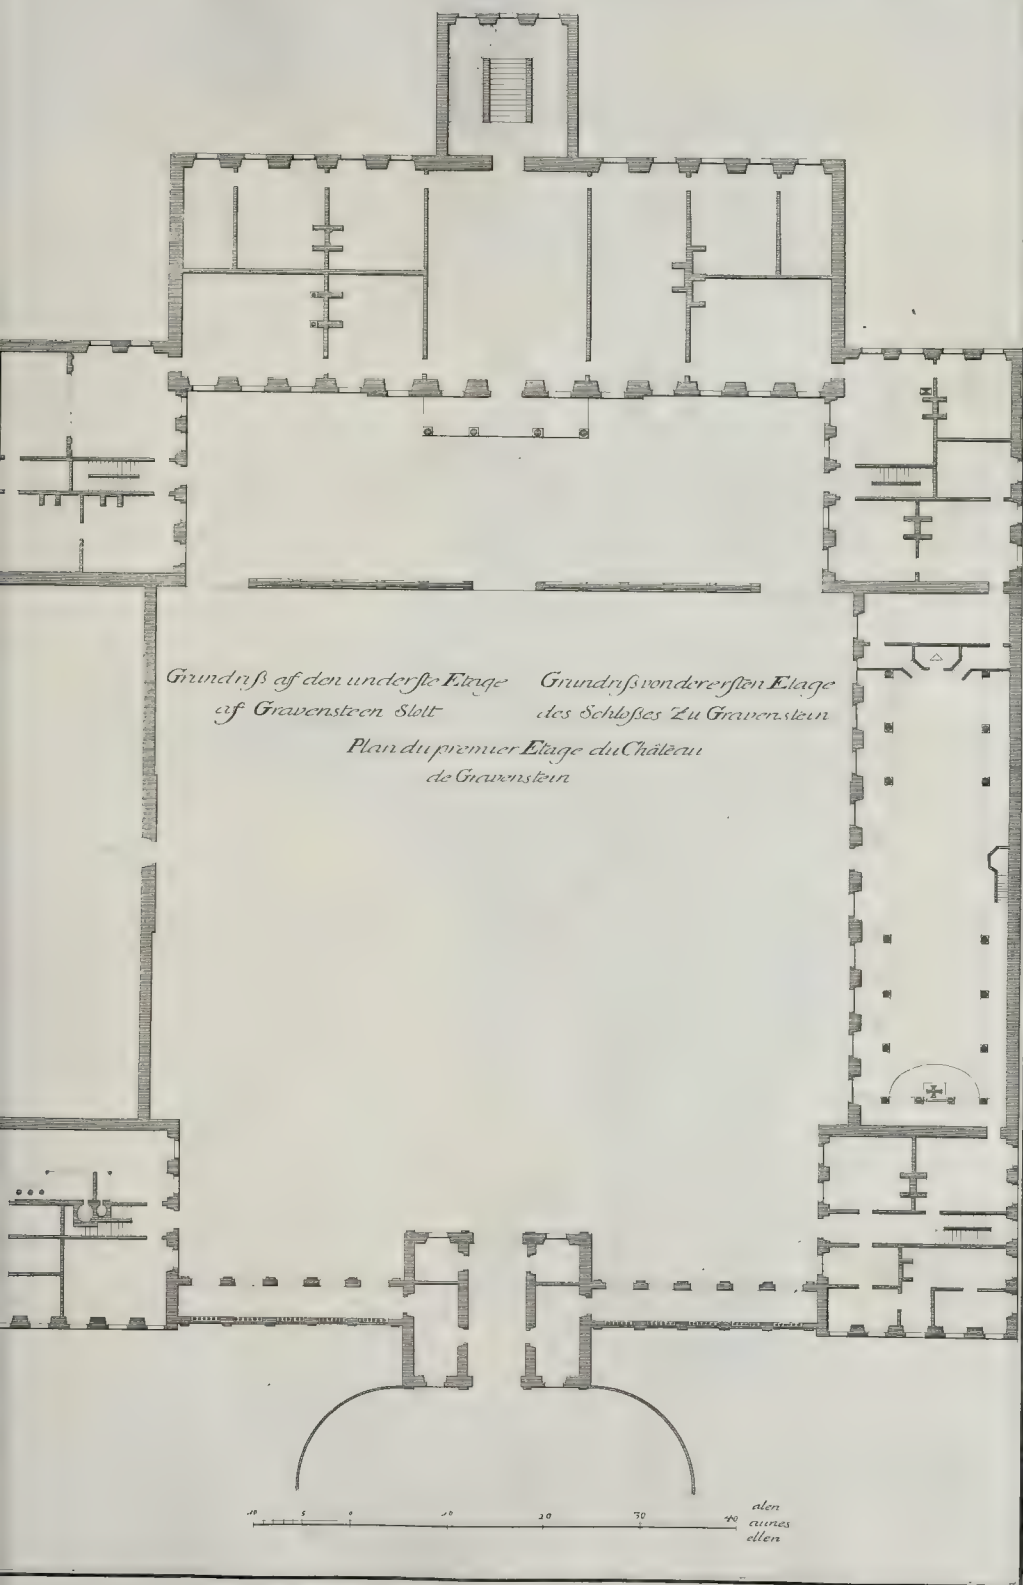 Grundriß af den underste Etage
af Gravensteen Slott
Grundriß von der ersten Etage
des Schloßes Zu Gravenstein
Plan du premier Etage du Château
de Gravenstein
10 5 0 10 20 30 40
alen
aunes
ellen